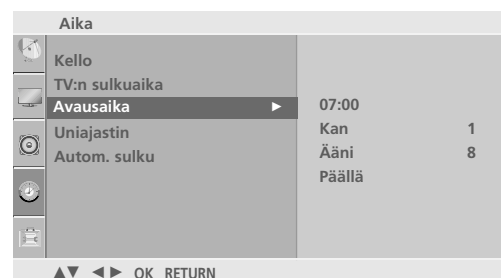 Aika
Kello
TV:n sulkuaika
Avausaika ►
Uniajastin
Autom. sulku
07:00
Kan 1
Ääni 8
Päällä
▲▼ ◄► OK RETURN